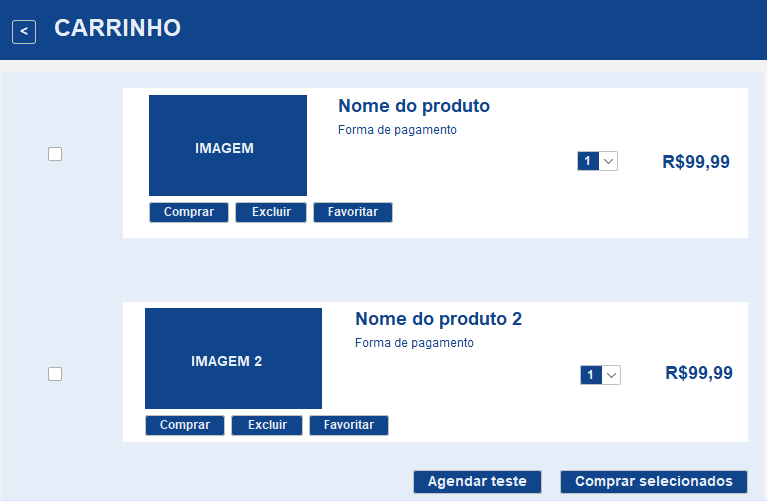 < CARRINHO
IMAGEM
Nome do produto
Forma de pagamento
1
R$99,99
Comprar Excluir Favoritar
IMAGEM 2
Nome do produto 2
Forma de pagamento
1
R$99,99
Comprar Excluir Favoritar
Agendar teste Comprar selecionados